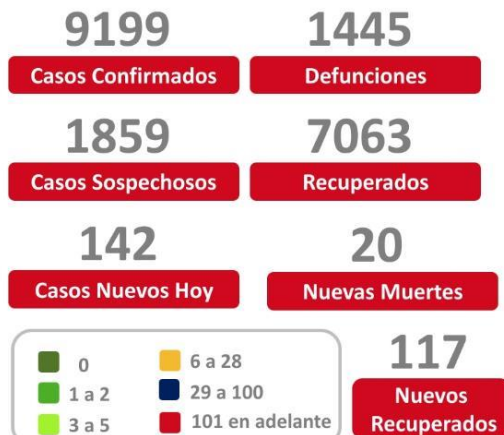 9199
Casos Confirmados
1445
Defunciones
1859
Casos Sospechosos
7063
Recuperados
142
Casos Nuevos Hoy
20
Nuevas Muertes
0
1 a 2
3 a 5
6 a 28
29 a 100
101 en adelante
117
Nuevos
Recuperados